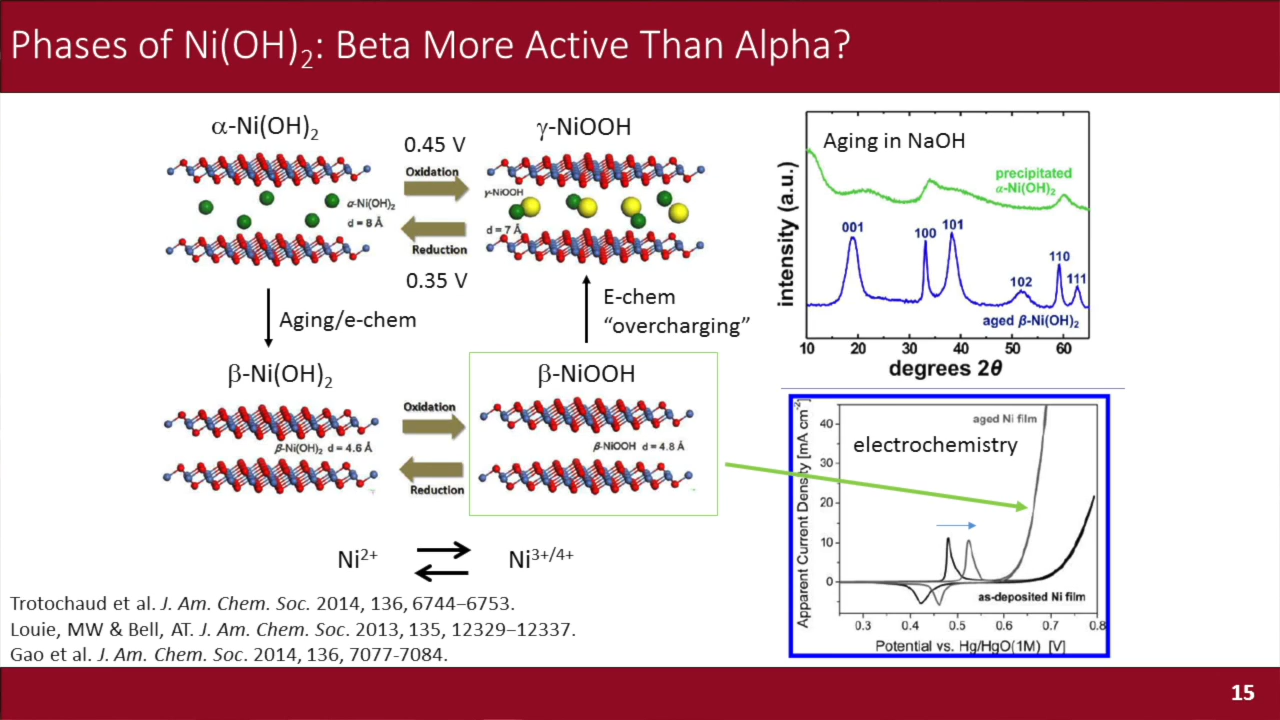 Phases of Ni(OH)₂: Beta More Active Than Alpha?
α-Ni(OH)₂
0.45 V
γ-NiOOH
Oxidation
α-Ni(OH)₂
d = 8 Å
γ-NiOOH
d = 7 Å
Reduction
0.35 V
Aging/e-chem
E-chem
“overcharging”
β-Ni(OH)₂
β-NiOOH
Oxidation
β-Ni(OH)₂ d = 4.6 Å
β-NiOOH d = 4.8 Å
Reduction
Ni²⁺
Ni³⁺/⁴⁺
Aging in NaOH
precipitated
α-Ni(OH)₂
001
100
101
102
110
111
aged β-Ni(OH)₂
intensity (a.u.)
10 20 30 40 50 60
degrees 2θ
aged Ni film
electrochemistry
as-deposited Ni film
Apparent Current Density [mA cm⁻²]
40
30
20
10
0
0.3 0.4 0.5 0.6 0.7 0.8
Potential vs. Hg/HgO(1M) [V]
Trotochaud et al. J. Am. Chem. Soc. 2014, 136, 6744–6753.
Louie, MW & Bell, AT. J. Am. Chem. Soc. 2013, 135, 12329–12337.
Gao et al. J. Am. Chem. Soc. 2014, 136, 7077-7084.
15